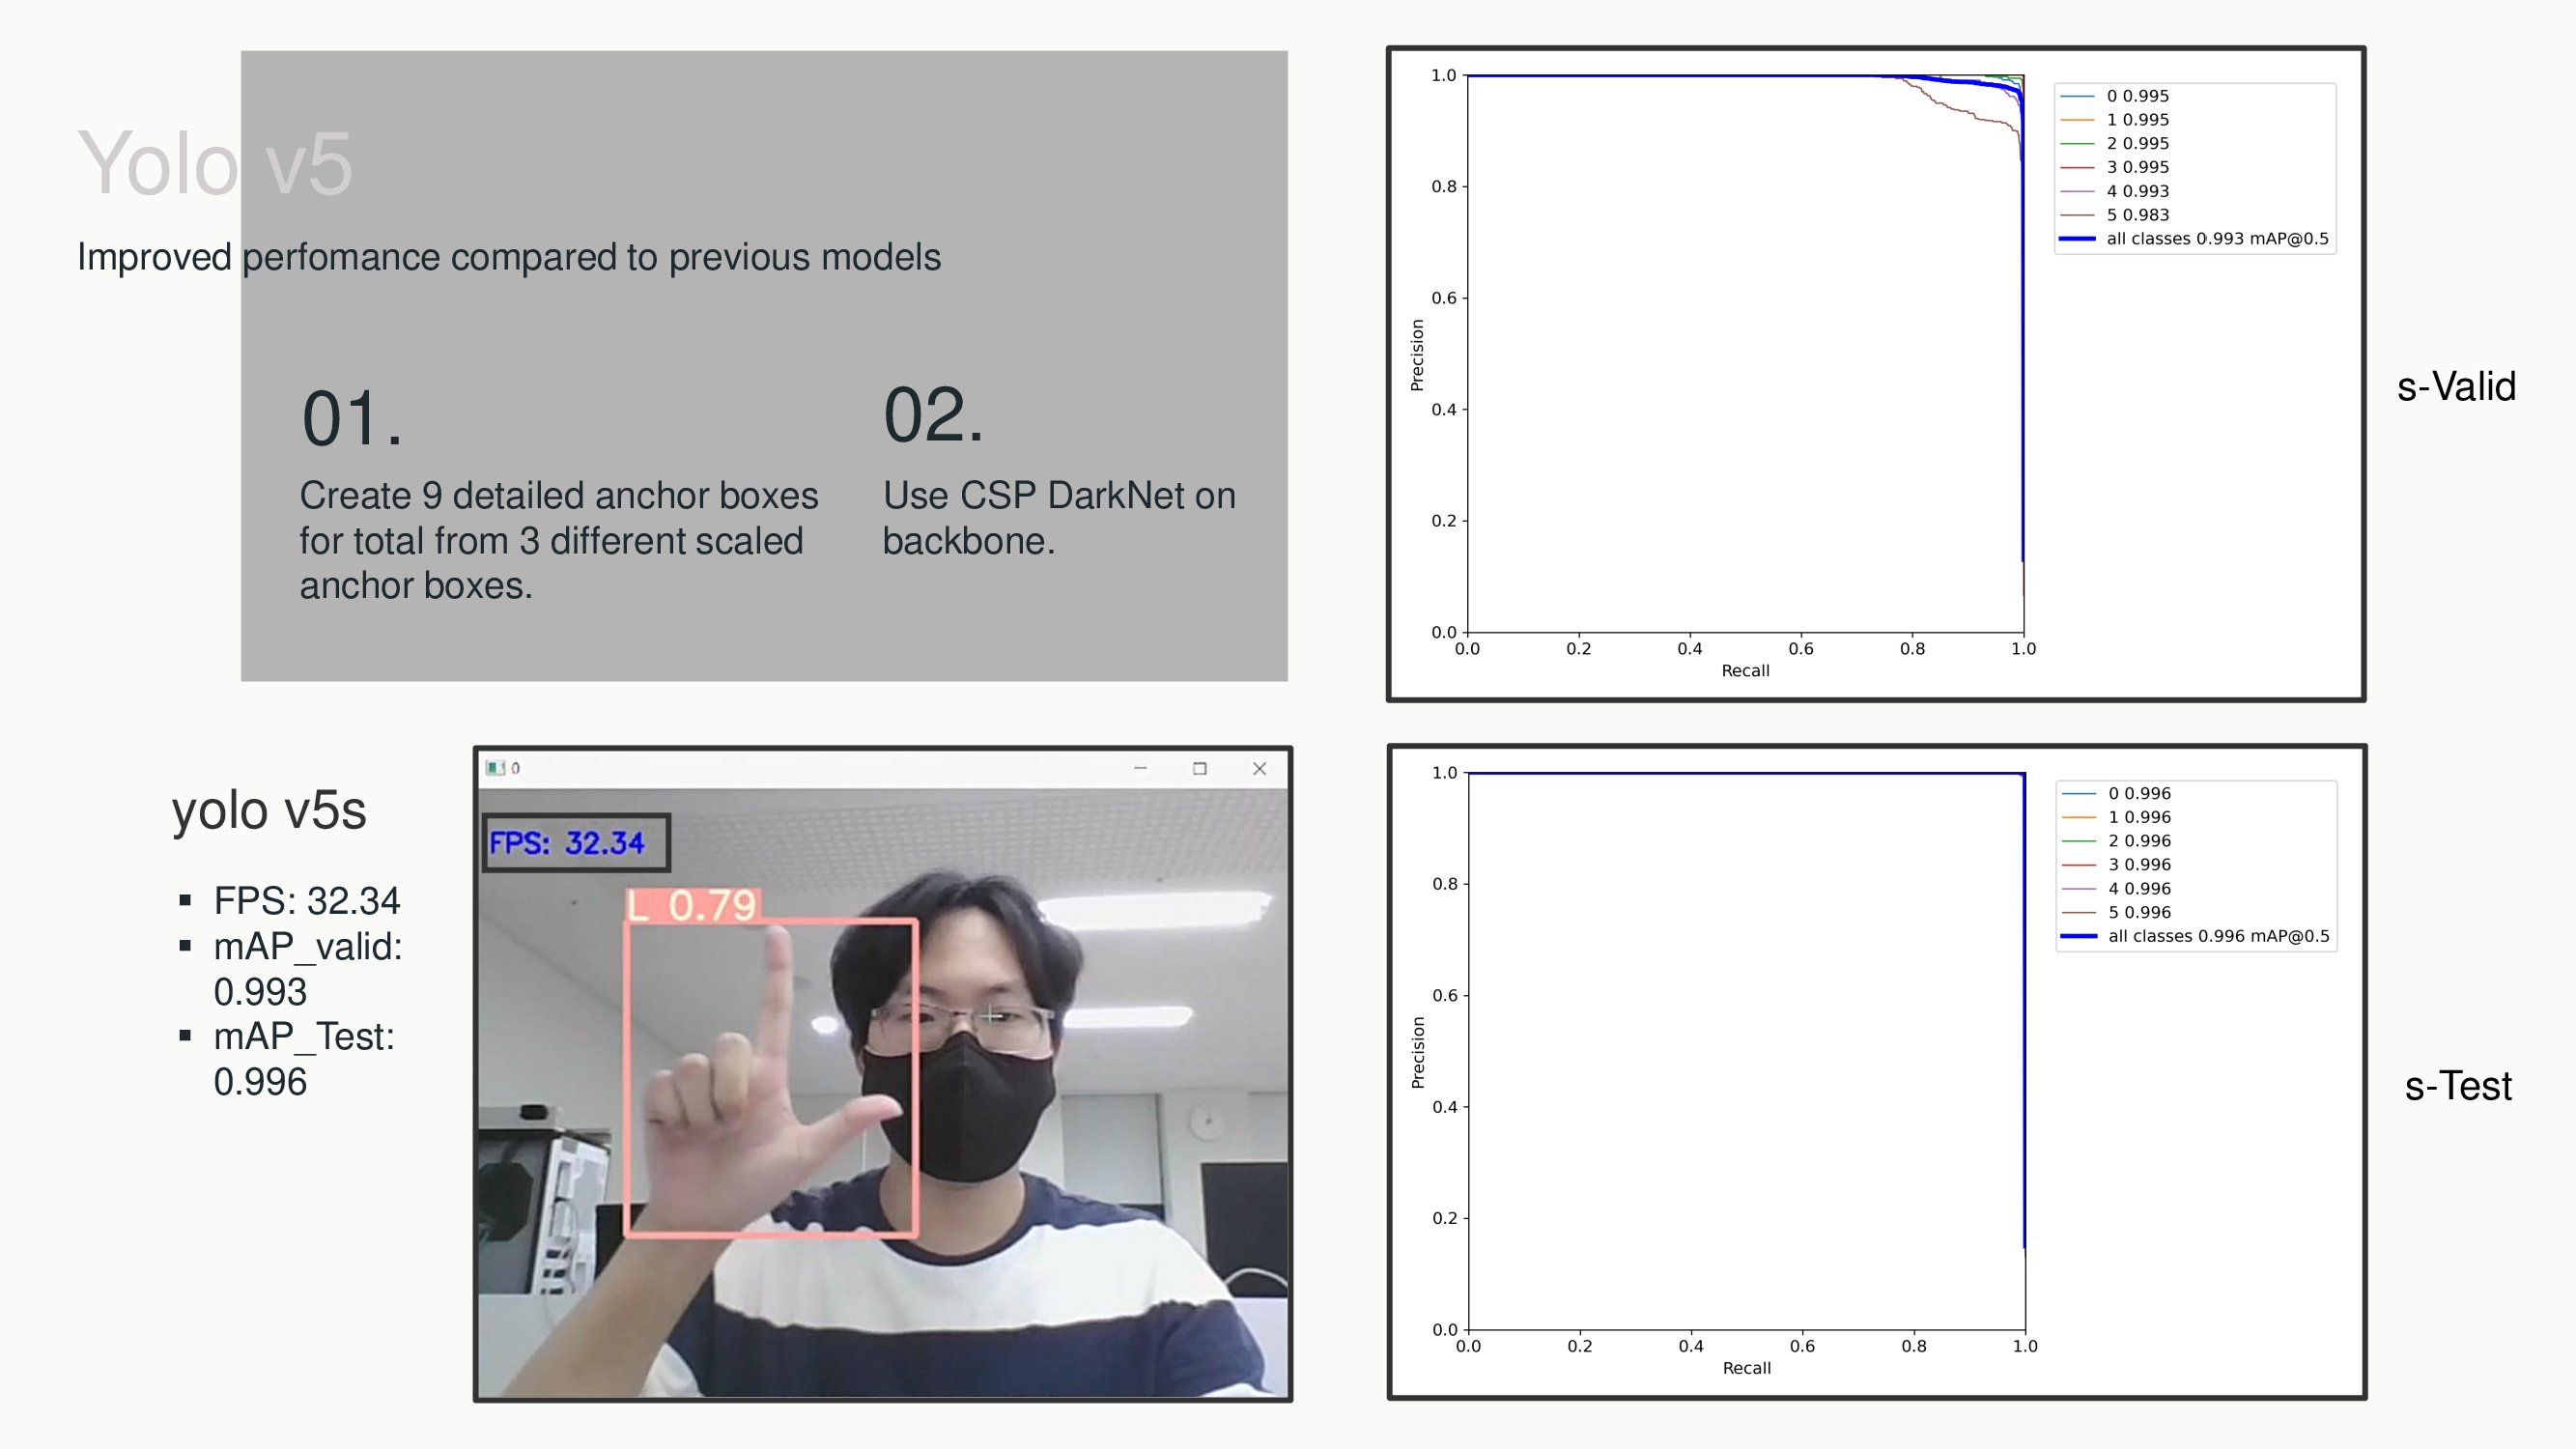 Yolo v5
Improved perfomance compared to previous models
01.
Create 9 detailed anchor boxes
for total from 3 different scaled
anchor boxes.
02.
Use CSP DarkNet on
backbone.
1.0
0.8
0.6
0.4
0.2
0.0
Precision
0.0 0.2 0.4 0.6 0.8 1.0
Recall
0 0.995
1 0.995
2 0.995
3 0.995
4 0.993
5 0.983
all classes 0.993 mAP@0.5
s-Valid
yolo v5s
▪ FPS: 32.34
▪ mAP_valid:
0.993
▪ mAP_Test:
0.996
0
FPS: 32.34
L 0.79
1.0
0.8
0.6
0.4
0.2
0.0
Precision
0.0 0.2 0.4 0.6 0.8 1.0
Recall
0 0.996
1 0.996
2 0.996
3 0.996
4 0.996
5 0.996
all classes 0.996 mAP@0.5
s-Test